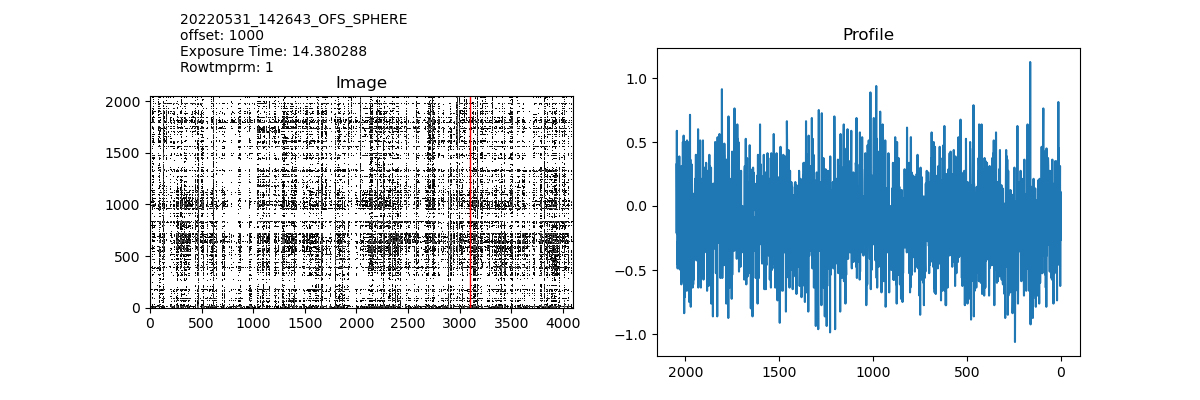 20220531_142643_OFS_SPHERE
offset: 1000
Exposure Time: 14.380288
Rowtmprm: 1
Image
2000
1500
1000
500
0
0 500 1000 1500 2000 2500 3000 3500 4000
Profile
1.0
0.5
0.0
−0.5
−1.0
2000 1500 1000 500 0